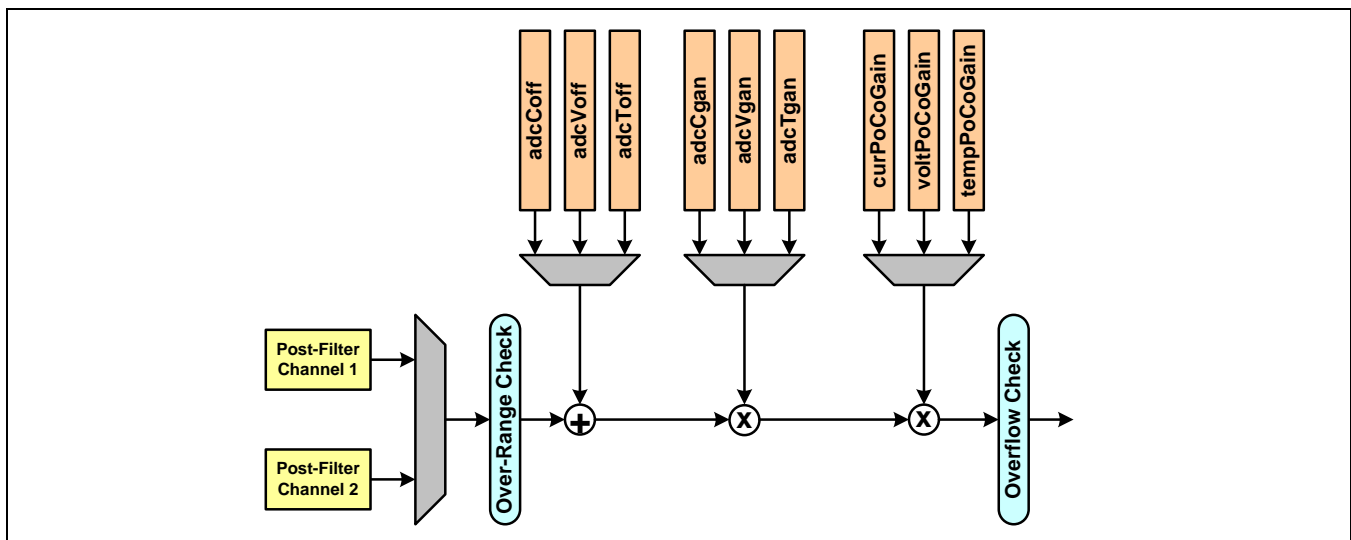 adcCoff
adcVoff
adcToff
adcCgan
adcVgan
adcTgan
curPoCoGain
voltPoCoGain
tempPoCoGain
Post-Filter
Channel 1
Post-Filter
Channel 2
Over-Range Check
+
X
X
Overflow Check